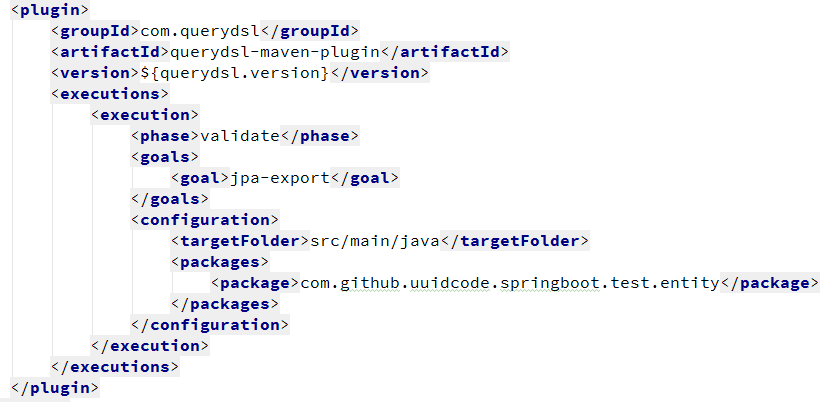 <plugin>
<groupId>com.querydsl</groupId>
<artifactId>querydsl-maven-plugin</artifactId>
<version>${querydsl.version}</version>
<executions>
<execution>
<phase>validate</phase>
<goals>
<goal>jpa-export</goal>
</goals>
<configuration>
<targetFolder>src/main/java</targetFolder>
<packages>
<package>com.github.uuidcode.springboot.test.entity</package>
</packages>
</configuration>
</execution>
</executions>
</plugin>